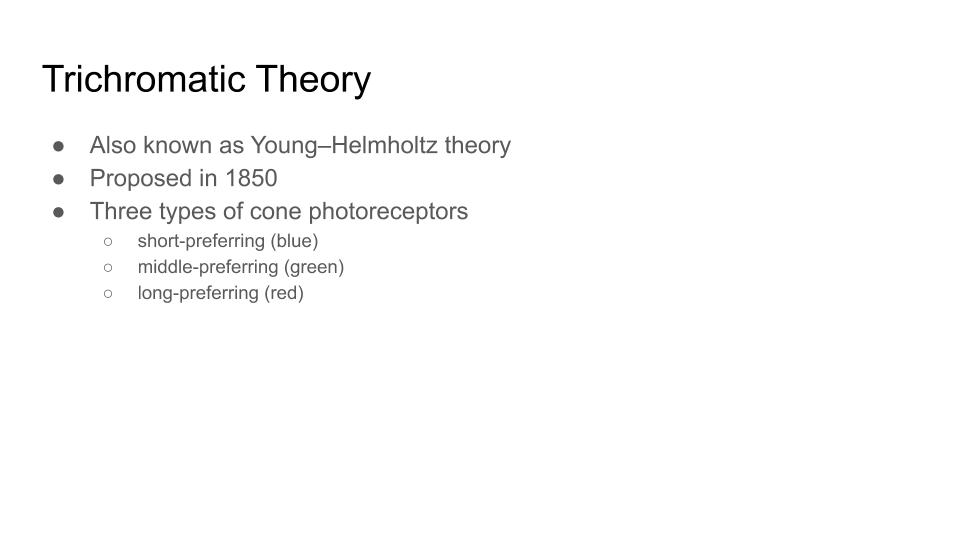 Trichromatic Theory
● Also known as Young–Helmholtz theory
● Proposed in 1850
● Three types of cone photoreceptors
○ short-preferring (blue)
○ middle-preferring (green)
○ long-preferring (red)